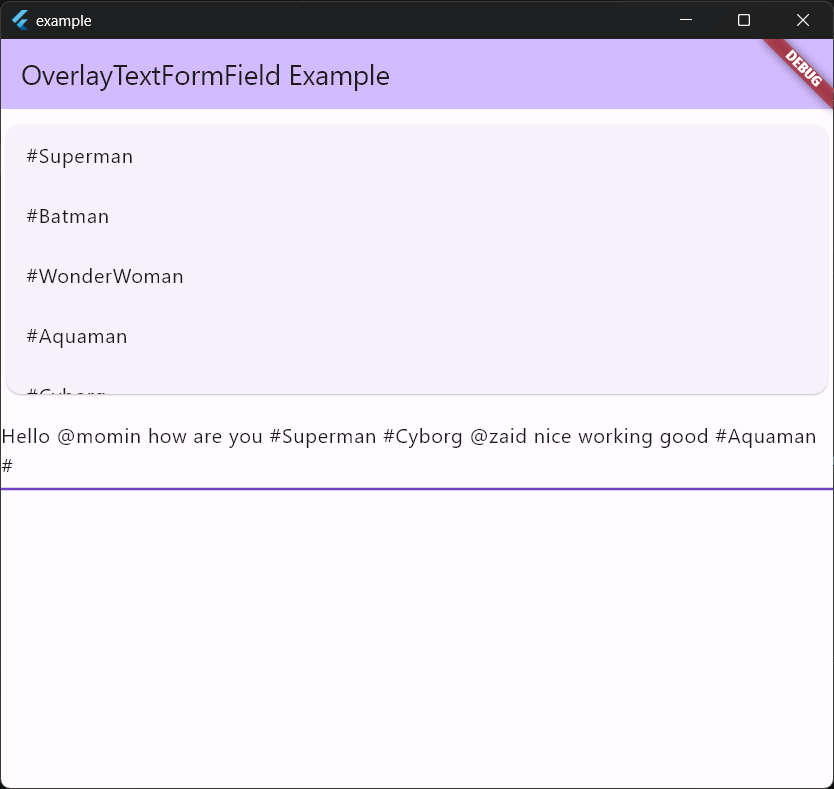 example
OverlayTextFormField Example
DEBUG
#Superman
#Batman
#WonderWoman
#Aquaman
#Cyborg
Hello @momin how are you #Superman #Cyborg @zaid nice working good #Aquaman
#